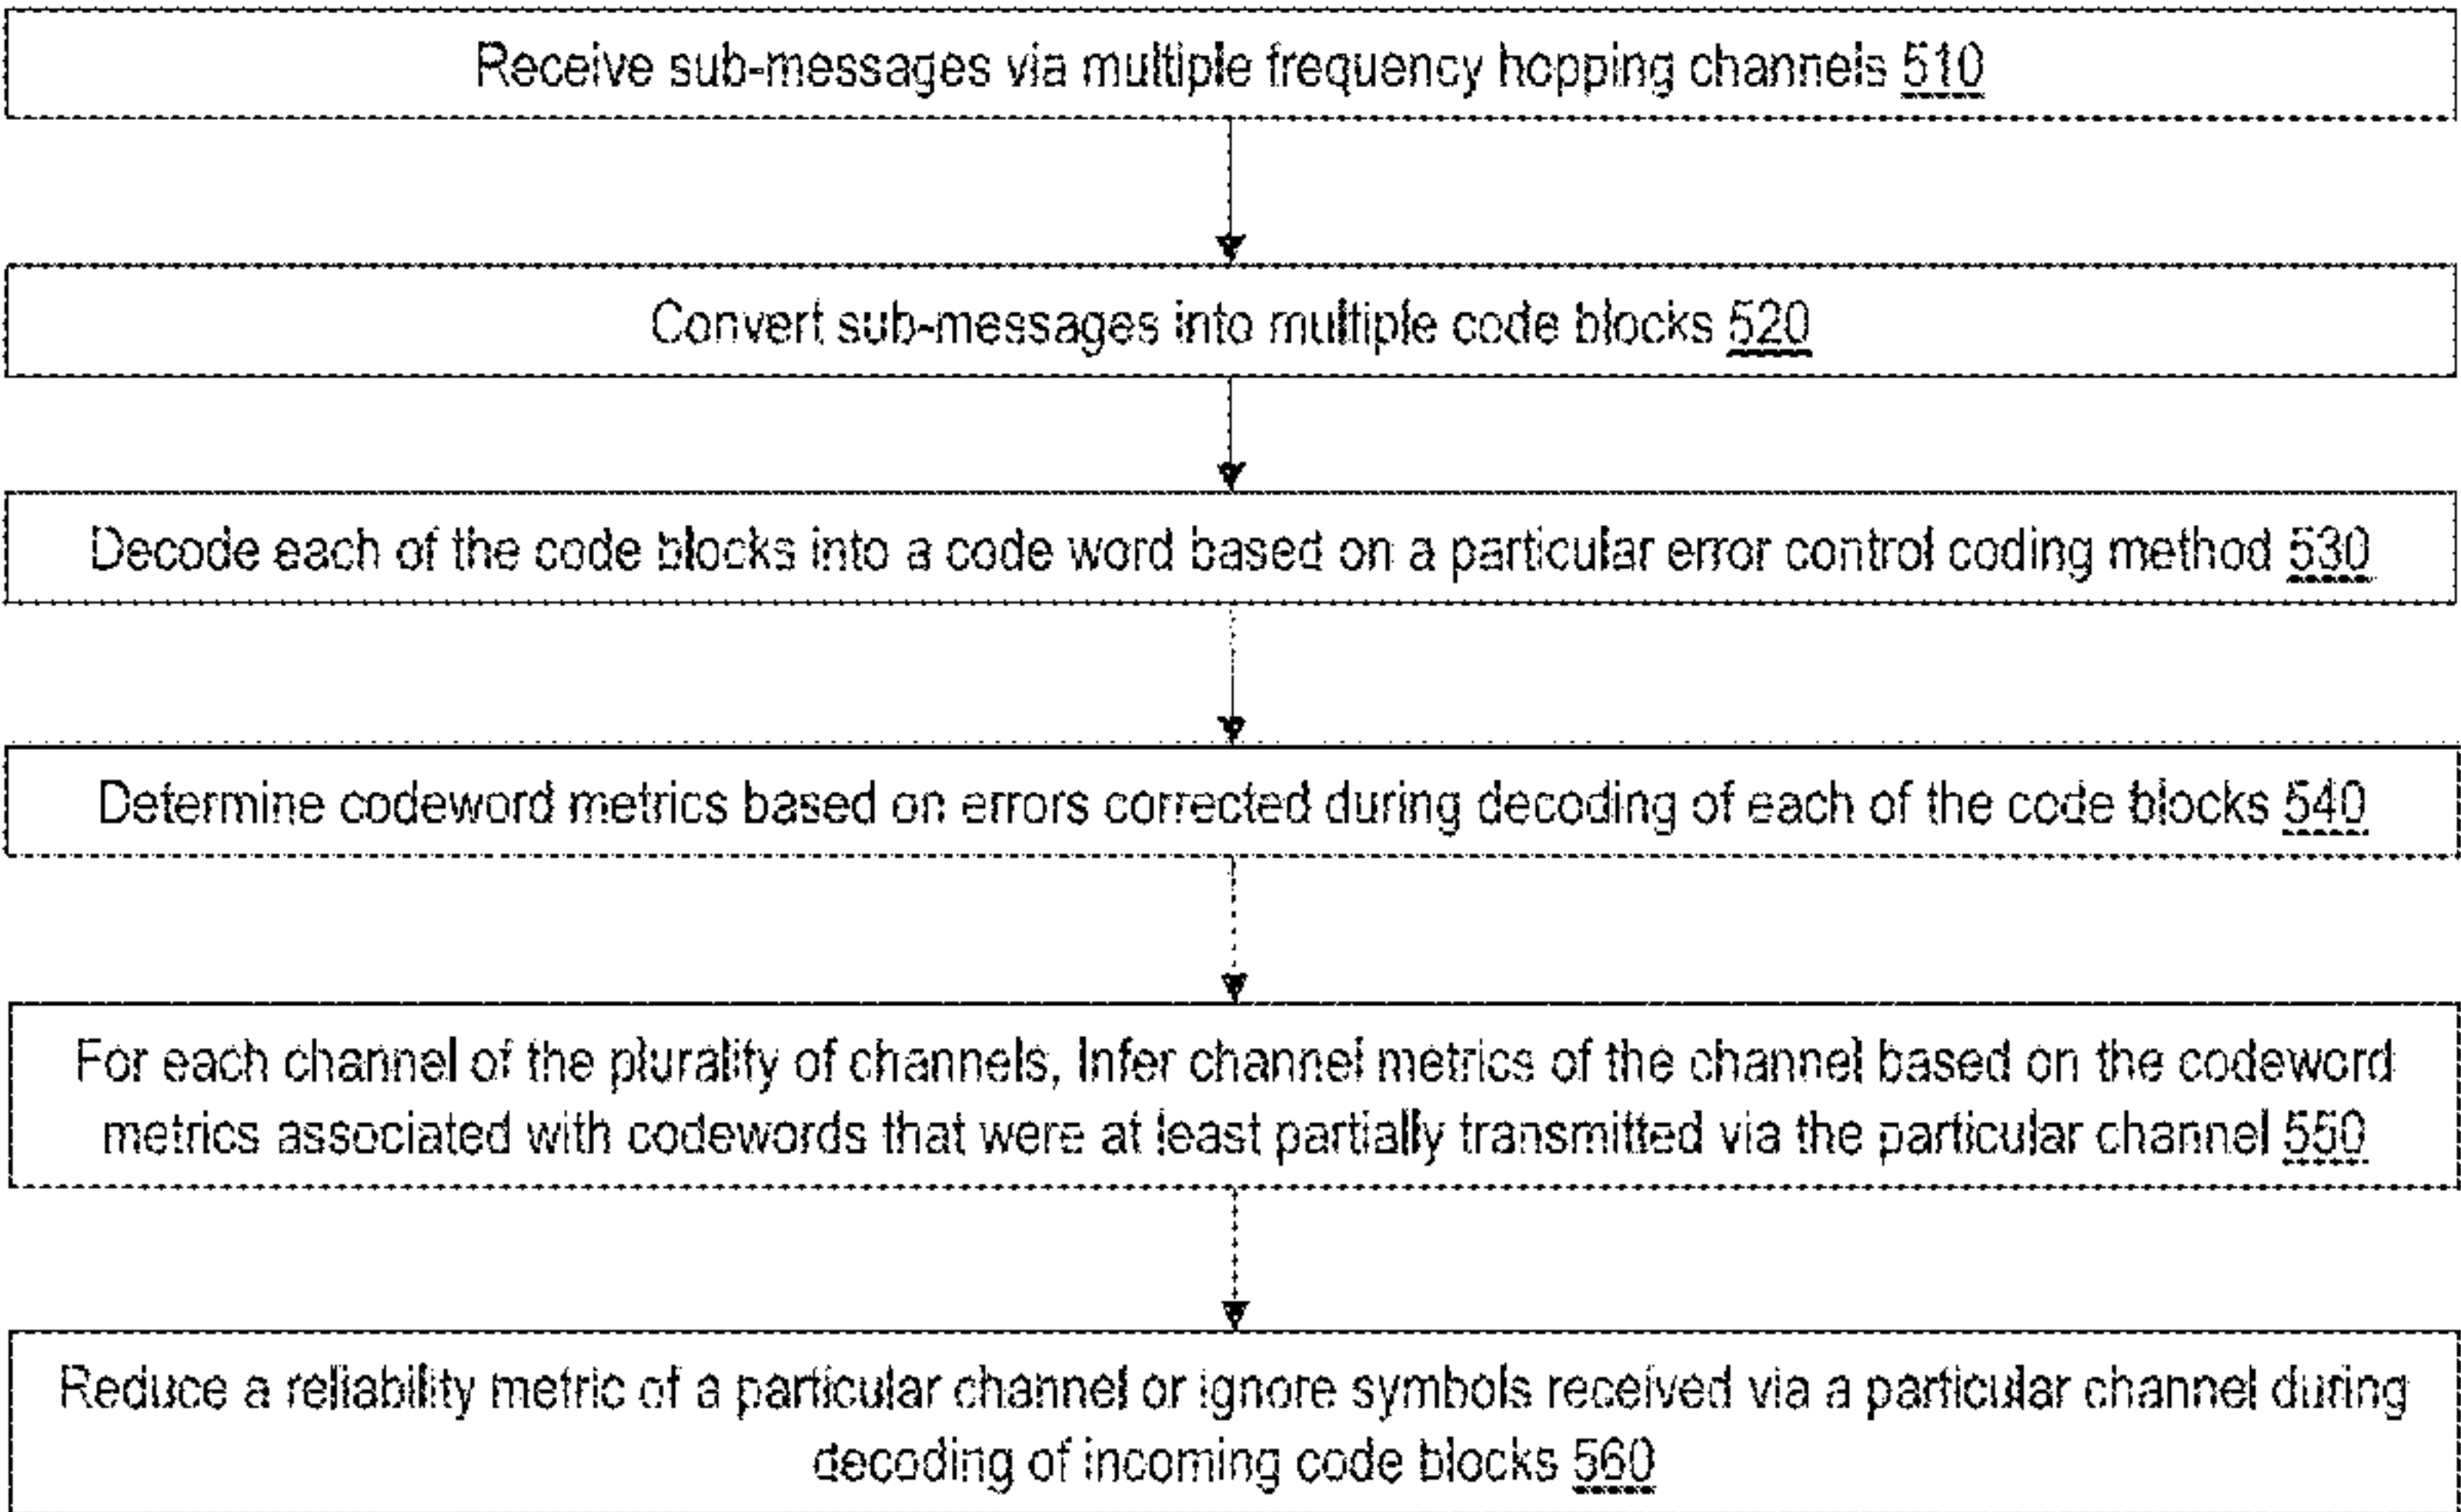 Receive sub-messages via multiple frequency hopping channels 510
Convert sub-messages into multiple code blocks 520
Decode each of the code blocks into a code word based on a particular error control coding method 530
Determine codeword metrics based on errors corrected during decoding of each of the code blocks 540
For each channel of the plurality of channels, Infer channel metrics of the channel based on the codeword
metrics associated with codewords that were at least partially transmitted via the particular channel 550
Reduce a reliability metric of a particular channel or ignore symbols received via a particular channel during
decoding of incoming code blocks 560